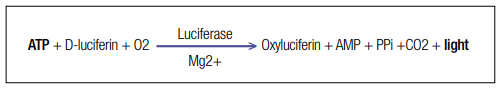 Luciferase
ATP + D-luciferin + O2 Oxyluciferin + AMP + PPi +CO2 + light
Mg2+